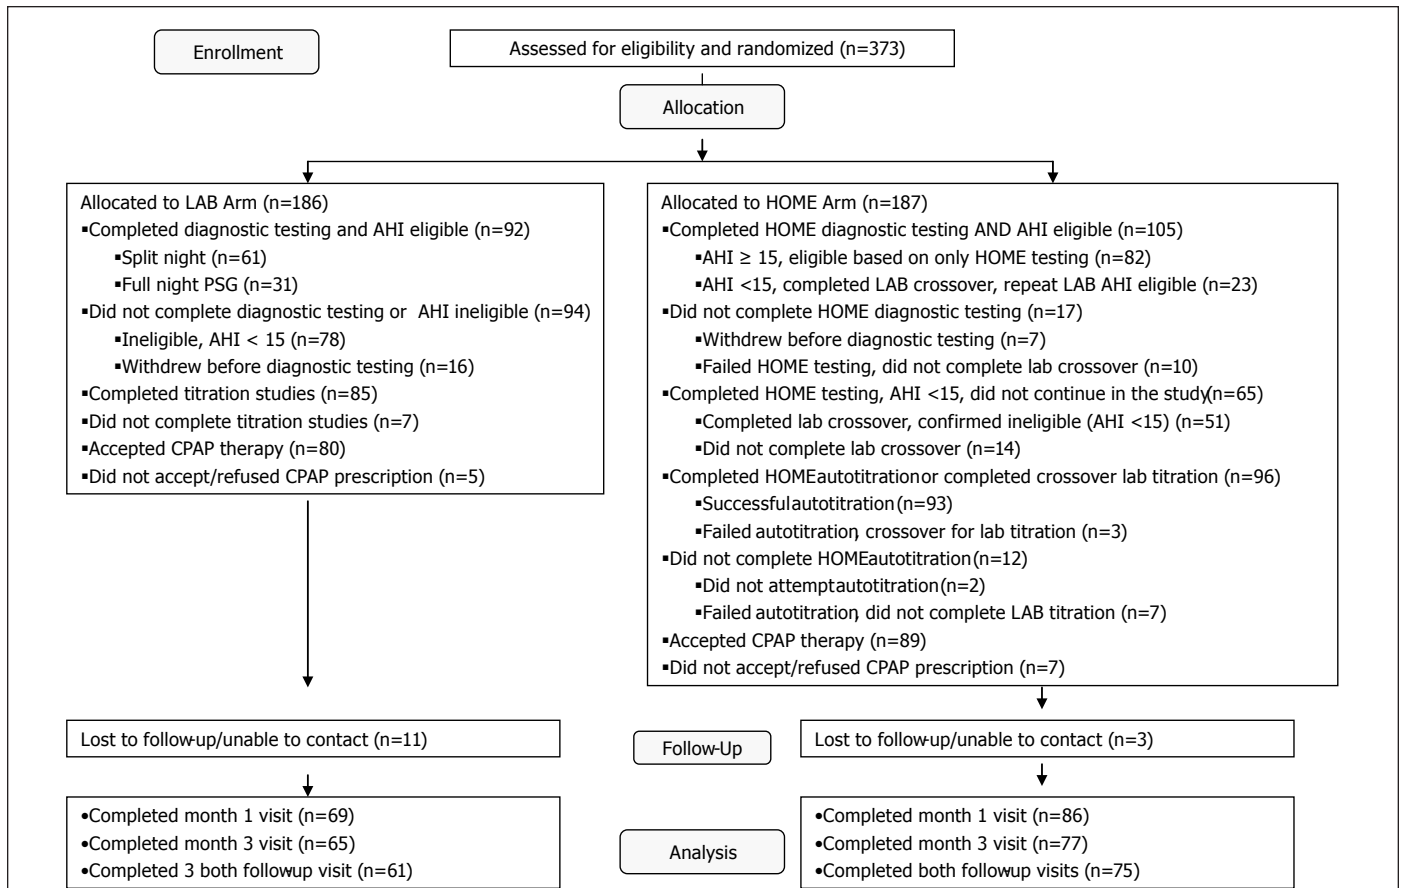 Enrollment
Assessed for eligibility and randomized (n=373)
Allocation
Allocated to LAB Arm (n=186)
▪Completed diagnostic testing and AHI eligible (n=92)
▪Split night (n=61)
▪Full night PSG (n=31)
▪Did not complete diagnostic testing or AHI ineligible (n=94)
▪Ineligible, AHI < 15 (n=78)
▪Withdrew before diagnostic testing (n=16)
▪Completed titration studies (n=85)
▪Did not complete titration studies (n=7)
▪Accepted CPAP therapy (n=80)
▪Did not accept/refused CPAP prescription (n=5)
Allocated to HOME Arm (n=187)
▪Completed HOME diagnostic testing AND AHI eligible (n=105)
▪AHI ≥ 15, eligible based on only HOME testing (n=82)
▪AHI <15, completed LAB crossover, repeat LAB AHI eligible (n=23)
▪Did not complete HOME diagnostic testing (n=17)
▪Withdrew before diagnostic testing (n=7)
▪Failed HOME testing, did not complete lab crossover (n=10)
▪Completed HOME testing, AHI <15, did not continue in the study(n=65)
▪Completed lab crossover, confirmed ineligible (AHI <15) (n=51)
▪Did not complete lab crossover (n=14)
▪Completed HOMEautotitrationor completed crossover lab titration (n=96)
▪Successfulautotitration(n=93)
▪Failed autotitration, crossover for lab titration (n=3)
▪Did not complete HOMEautotitration(n=12)
▪Did not attemptautotitration(n=2)
▪Failed autotitration, did not complete LAB titration (n=7)
▪Accepted CPAP therapy (n=89)
▪Did not accept/refused CPAP prescription (n=7)
Lost to follow-up/unable to contact (n=11)
Follow-Up
Lost to follow-up/unable to contact (n=3)
•Completed month 1 visit (n=69)
•Completed month 3 visit (n=65)
•Completed 3 both follow-up visit (n=61)
Analysis
•Completed month 1 visit (n=86)
•Completed month 3 visit (n=77)
•Completed both follow-up visits (n=75)